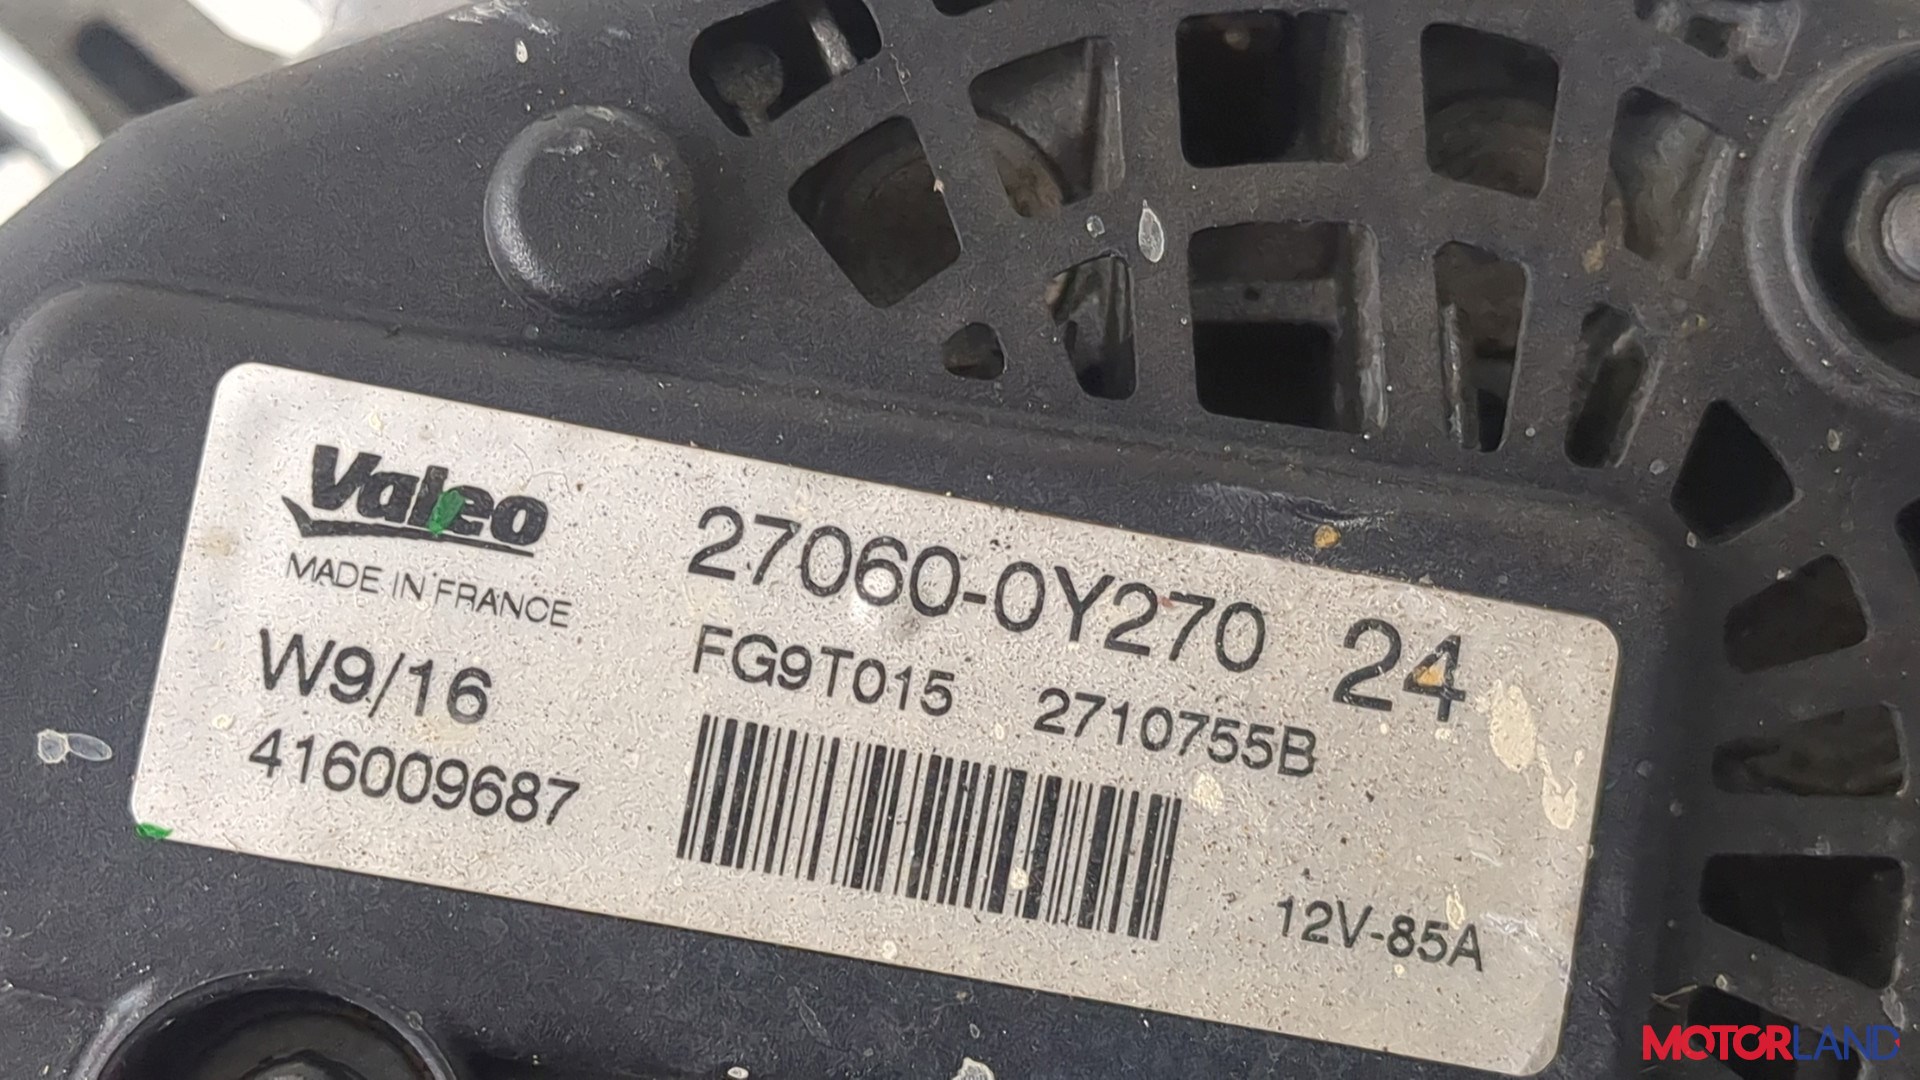 Valeo
MADE IN FRANCE
W9/16
416009687
27060-0Y270 24
FG9T015 2710755B
12V-85A
MOTORLAND